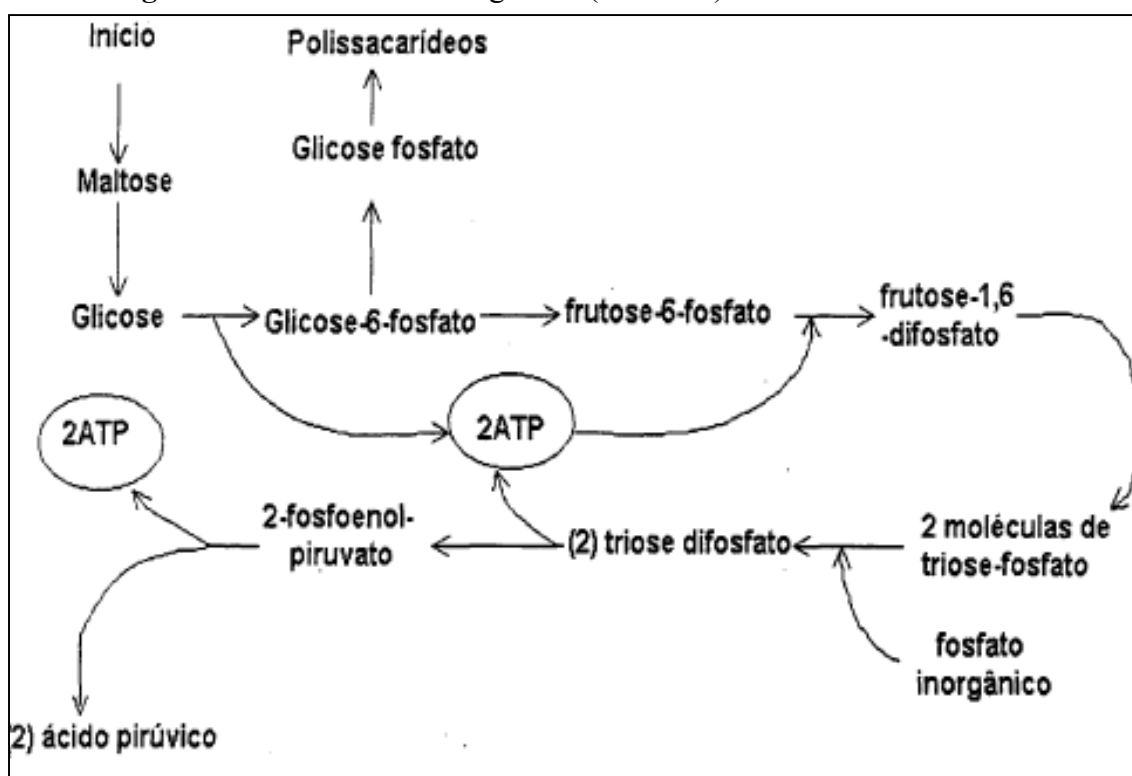 Início
Polissacarídeos
Glicose fosfato
Maltose
Glicose
Glicose-6-fosfato
frutose-6-fosfato
frutose-1,6
-difosfato
2ATP
2ATP
2-fosfoenol-
piruvato
(2) triose difosfato
2 moléculas de
triose-fosfato
fosfato
inorgânico
2) ácido pirúvico